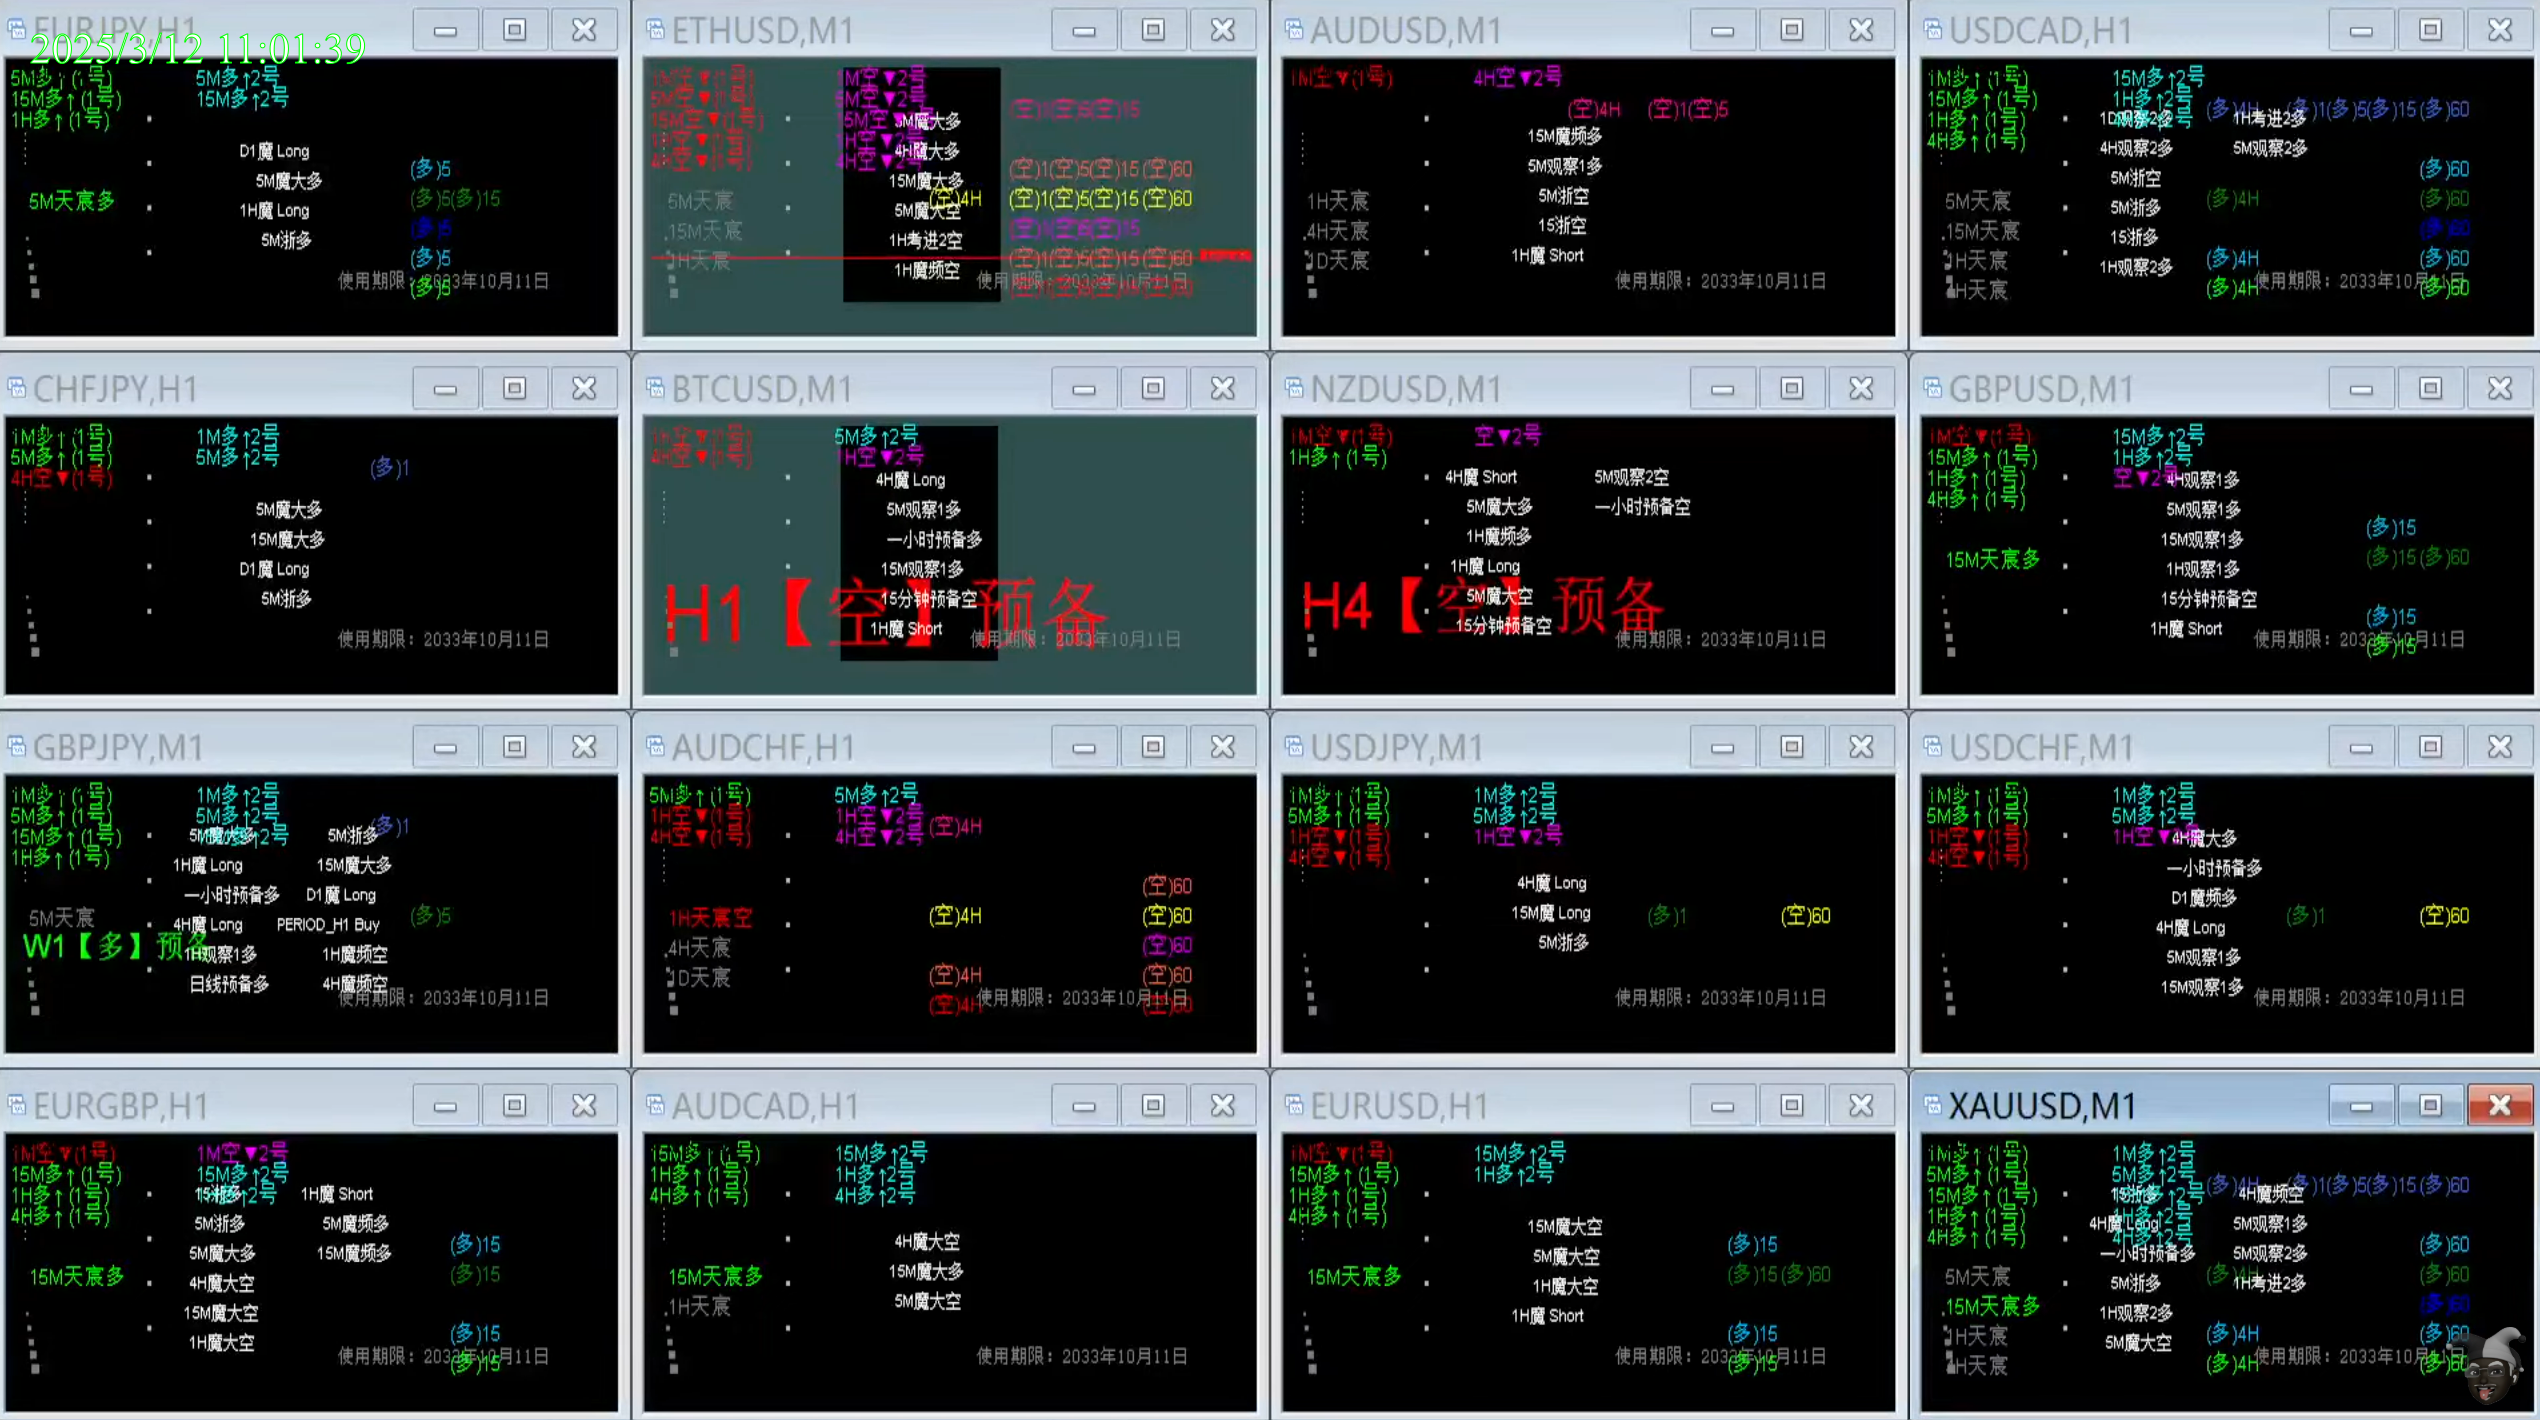 EURJPY,H1
2025/3/12 11:01:39
5M多↑(1号)
5M多↑2号
15M多↑(1号)
15M多↑2号
1H多↑(1号)
D1魔 Long
5M魔大多
1H魔 Long
5M浙多
5M天宸多
(多)5
(多)5(多)15
(多)5
(多)5
(多)5
使用期限：2033年10月11日
ETHUSD,M1
1M空▼(1号)
1M空▼2号
5M空▼(1号)
5M空▼2号
15M空▼(1号)
15M空▼2号
1H空▼(1号)
1H空▼2号
4H空▼(1号)
4H空▼2号
5M魔大多
4H魔大多
15M魔大多
5M魔大空
1H考进2空
1H魔频空
5M天宸
15M天宸
1H天宸
(空)1(空)5(空)15
(空)1(空)5(空)15(空)60
(空)4H
(空)1(空)5(空)15(空)60
(空)1(空)5(空)15
(空)1(空)5(空)15(空)60
使用期限：2033年10月11日
AUDUSD,M1
1M空▼(1号)
4H空▼2号
(空)4H
(空)1(空)5
15M魔频多
5M观察1多
5M浙空
15浙空
1H魔 Short
1H天宸
4H天宸
1D天宸
使用期限：2033年10月11日
USDCAD,H1
1M多↑(1号)
15M多↑2号
15M多↑(1号)
1H多↑2号
1H多↑(1号)
4H多↑(1号)
(多)4H
(多)1(多)5(多)15(多)60
1H考进2多
4H观察2多
5M观察2多
5M浙空
5M浙多
15浙多
1H观察2多
5M天宸
15M天宸
1H天宸
4H天宸
(多)60
(多)4H
(多)60
(多)60
(多)4H
(多)60
(多)4H
(多)60
使用期限：2033年10月11日
CHFJPY,H1
1M多↑(1号)
1M多↑2号
5M多↑(1号)
5M多↑2号
4H空▼(1号)
(多)1
5M魔大多
15M魔大多
D1魔 Long
5M浙多
使用期限：2033年10月11日
BTCUSD,M1
1H空▼(1号)
5M多↑2号
4H空▼(1号)
1H空▼2号
4H魔 Long
5M观察1多
一小时预备多
15M观察1多
15分钟预备空
1H魔 Short
H1【空】预备
使用期限：2033年10月11日
NZDUSD,M1
1M空▼(1号)
空▼2号
1H多↑(1号)
4H魔 Short
5M观察2空
5M魔大多
一小时预备空
1H魔频多
1H魔 Long
5M魔大空
15分钟预备空
H4【空】预备
使用期限：2033年10月11日
GBPUSD,M1
1M空▼(1号)
15M多↑2号
15M多↑(1号)
1H多↑2号
1H多↑(1号)
空▼2号
4H多↑(1号)
4H观察1多
5M观察1多
15M观察1多
1H观察1多
15分钟预备空
1H魔 Short
15M天宸多
(多)15
(多)15(多)60
(多)15
(多)15
使用期限：2033年10月11日
GBPJPY,M1
1M多↑(1号)
1M多↑2号
5M多↑(1号)
5M多↑2号
15M多↑(1号)
15M多↑2号
1H多↑(1号)
(多)1
5M魔大多
5M浙多
1H魔 Long
15M魔大多
一小时预备多
D1魔 Long
4H魔 Long
PERIOD_H1 Buy
1H观察1多
1H魔频空
日线预备多
4H魔频空
5M天宸
(多)5
W1【多】预备
使用期限：2033年10月11日
AUDCHF,H1
5M多↑(1号)
5M多↑2号
1H空▼(1号)
1H空▼2号
4H空▼(1号)
4H空▼2号
(空)4H
(空)60
1H天宸空
(空)4H
(空)60
4H天宸
(空)60
1D天宸
(空)4H
(空)60
(空)4H
(空)60
使用期限：2033年10月11日
USDJPY,M1
1M多↑(1号)
1M多↑2号
5M多↑(1号)
5M多↑2号
1H空▼(1号)
1H空▼2号
4H空▼(1号)
4H魔 Long
15M魔 Long
5M浙多
(多)1
(空)60
使用期限：2033年10月11日
USDCHF,M1
1M多↑(1号)
1M多↑2号
5M多↑(1号)
5M多↑2号
1H空▼(1号)
1H空▼2号
4H空▼(1号)
4H魔大多
一小时预备多
D1魔频多
4H魔 Long
5M观察1多
15M观察1多
(多)1
(空)60
使用期限：2033年10月11日
EURGBP,H1
1M空▼(1号)
1M空▼2号
15M多↑(1号)
15M多↑2号
1H多↑(1号)
4H多↑(1号)
15浙多
1H魔 Short
5M浙多
5M魔频多
5M魔大多
15M魔频多
4H魔大空
15M魔大空
1H魔大空
15M天宸多
(多)15
(多)15
(多)15
(多)15
使用期限：2033年10月11日
AUDCAD,H1
15M多↑(1号)
15M多↑2号
1H多↑(1号)
1H多↑2号
4H多↑(1号)
4H多↑2号
4H魔大空
15M魔大多
5M魔大空
15M天宸多
1H天宸
使用期限：2033年10月11日
EURUSD,H1
1M空▼(1号)
15M多↑2号
15M多↑(1号)
1H多↑2号
1H多↑(1号)
4H多↑(1号)
15M魔大空
5M魔大空
1H魔大空
1H魔 Short
15M天宸多
(多)15
(多)15(多)60
(多)15
(多)15
使用期限：2033年10月11日
XAUUSD,M1
1M多↑(1号)
1M多↑2号
5M多↑(1号)
5M多↑2号
15M多↑(1号)
15M多↑2号
1H多↑(1号)
1H多↑2号
4H多↑(1号)
4H多↑2号
(多)4H
(多)1(多)5(多)15(多)60
15浙多
4H魔频空
4H魔 Long
5M观察1多
一小时预备多
5M观察2多
5M浙多
1H考进2多
1H观察2多
5M魔大空
5M天宸
15M天宸多
1H天宸
4H天宸
(多)60
(多)4H
(多)60
(多)60
(多)4H
(多)60
(多)4H
(多)60
使用期限：2033年10月11日